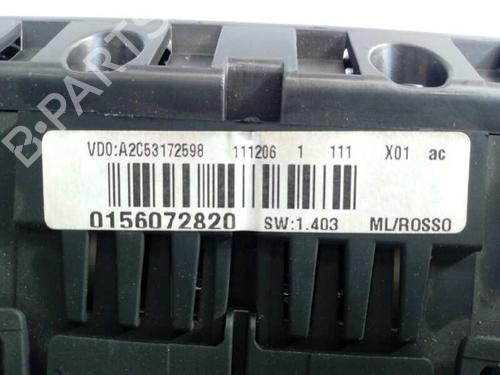 B-PARTS
VDO:A2C53172598 111206 1 111 X01 ac
0156072820 SW:1.403 ML/ROSSO